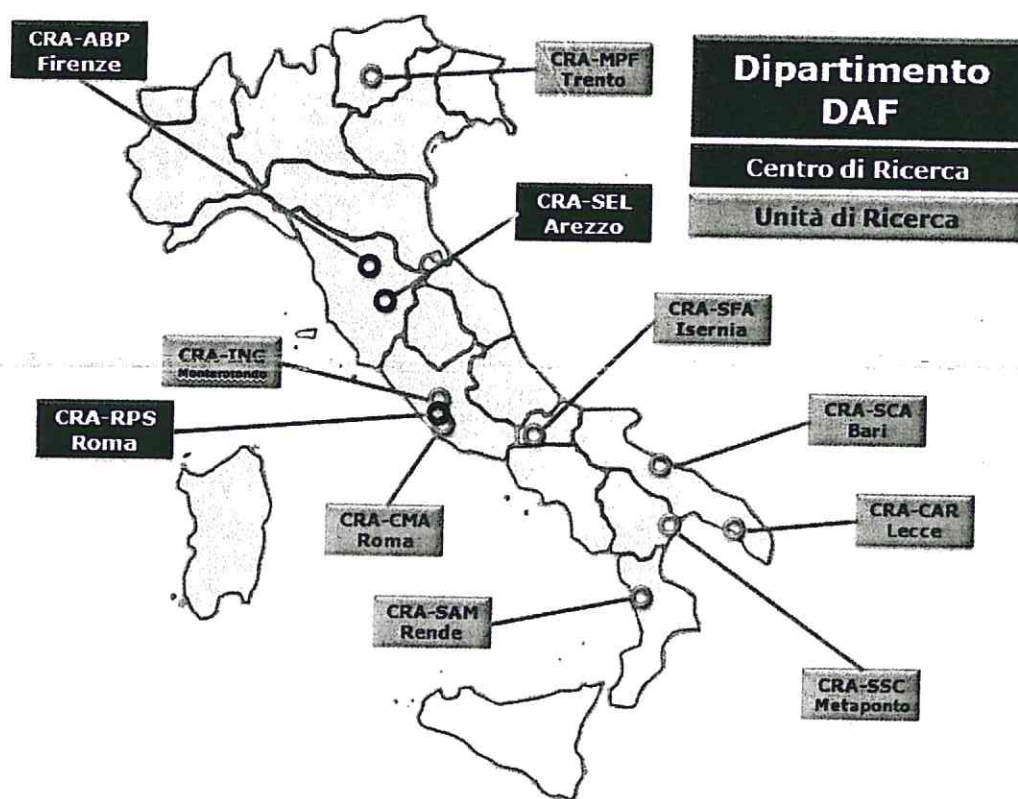 CRA-ABP
Firenze
CRA-MPF
Trento
Dipartimento
DAF
Centro di Ricerca
Unità di Ricerca
CRA-SEL
Arezzo
CRA-SFA
Isernia
CRA-ING
Monterotondo
CRA-RPS
Roma
CRA-SCA
Bari
CRA-CMA
Roma
CRA-CAR
Lecce
CRA-SAM
Rende
CRA-SSC
Metaponto